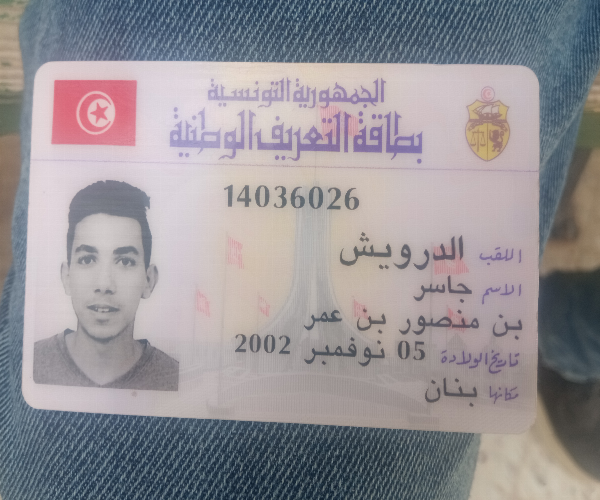 الجمهورية التونسية
بطاقة التعريف الوطنية
14036026
اللقب الدرويش
الاسم جاسر
بن منصور بن عمر
تاريخ الولادة 05 نوفمبر 2002
مكانها بنان